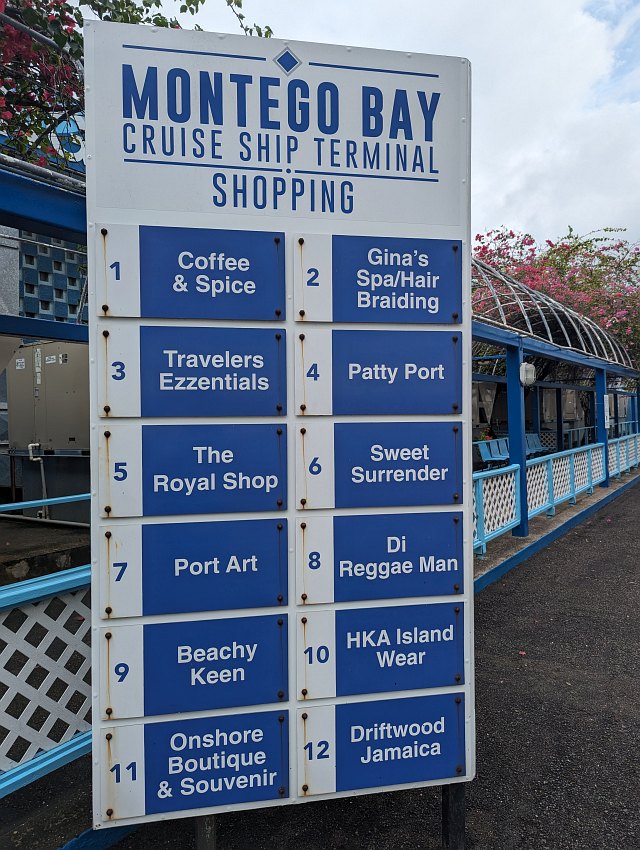 MONTEGO BAY
CRUISE SHIP TERMINAL
SHOPPING
1
Coffee
& Spice
2
Gina's
Spa/Hair
Braiding
3
Travelers
Ezzentials
4
Patty Port
5
The
Royal Shop
6
Sweet
Surrender
7
Port Art
8
Di
Reggae Man
9
Beachy
Keen
10
HKA Island
Wear
11
Onshore
Boutique
& Souvenir
12
Driftwood
Jamaica